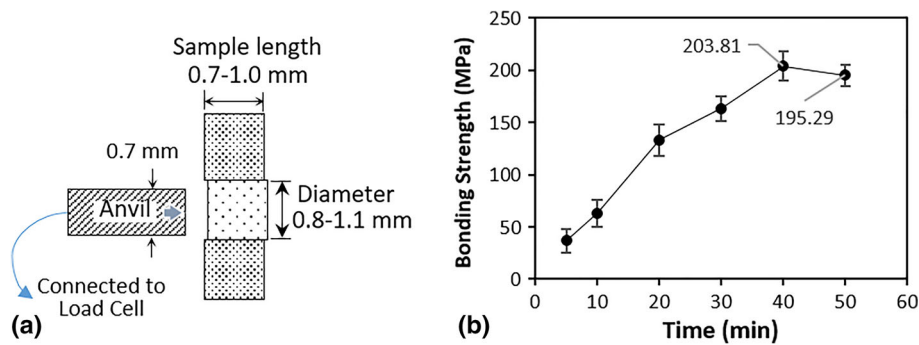 Sample length
0.7-1.0 mm
0.7 mm
Anvil
Diameter
0.8-1.1 mm
Connected to
Load Cell
(a)
250
200
150
100
50
0
Bonding Strength (MPa)
203.81
195.29
0 10 20 30 40 50 60
Time (min)
(b)